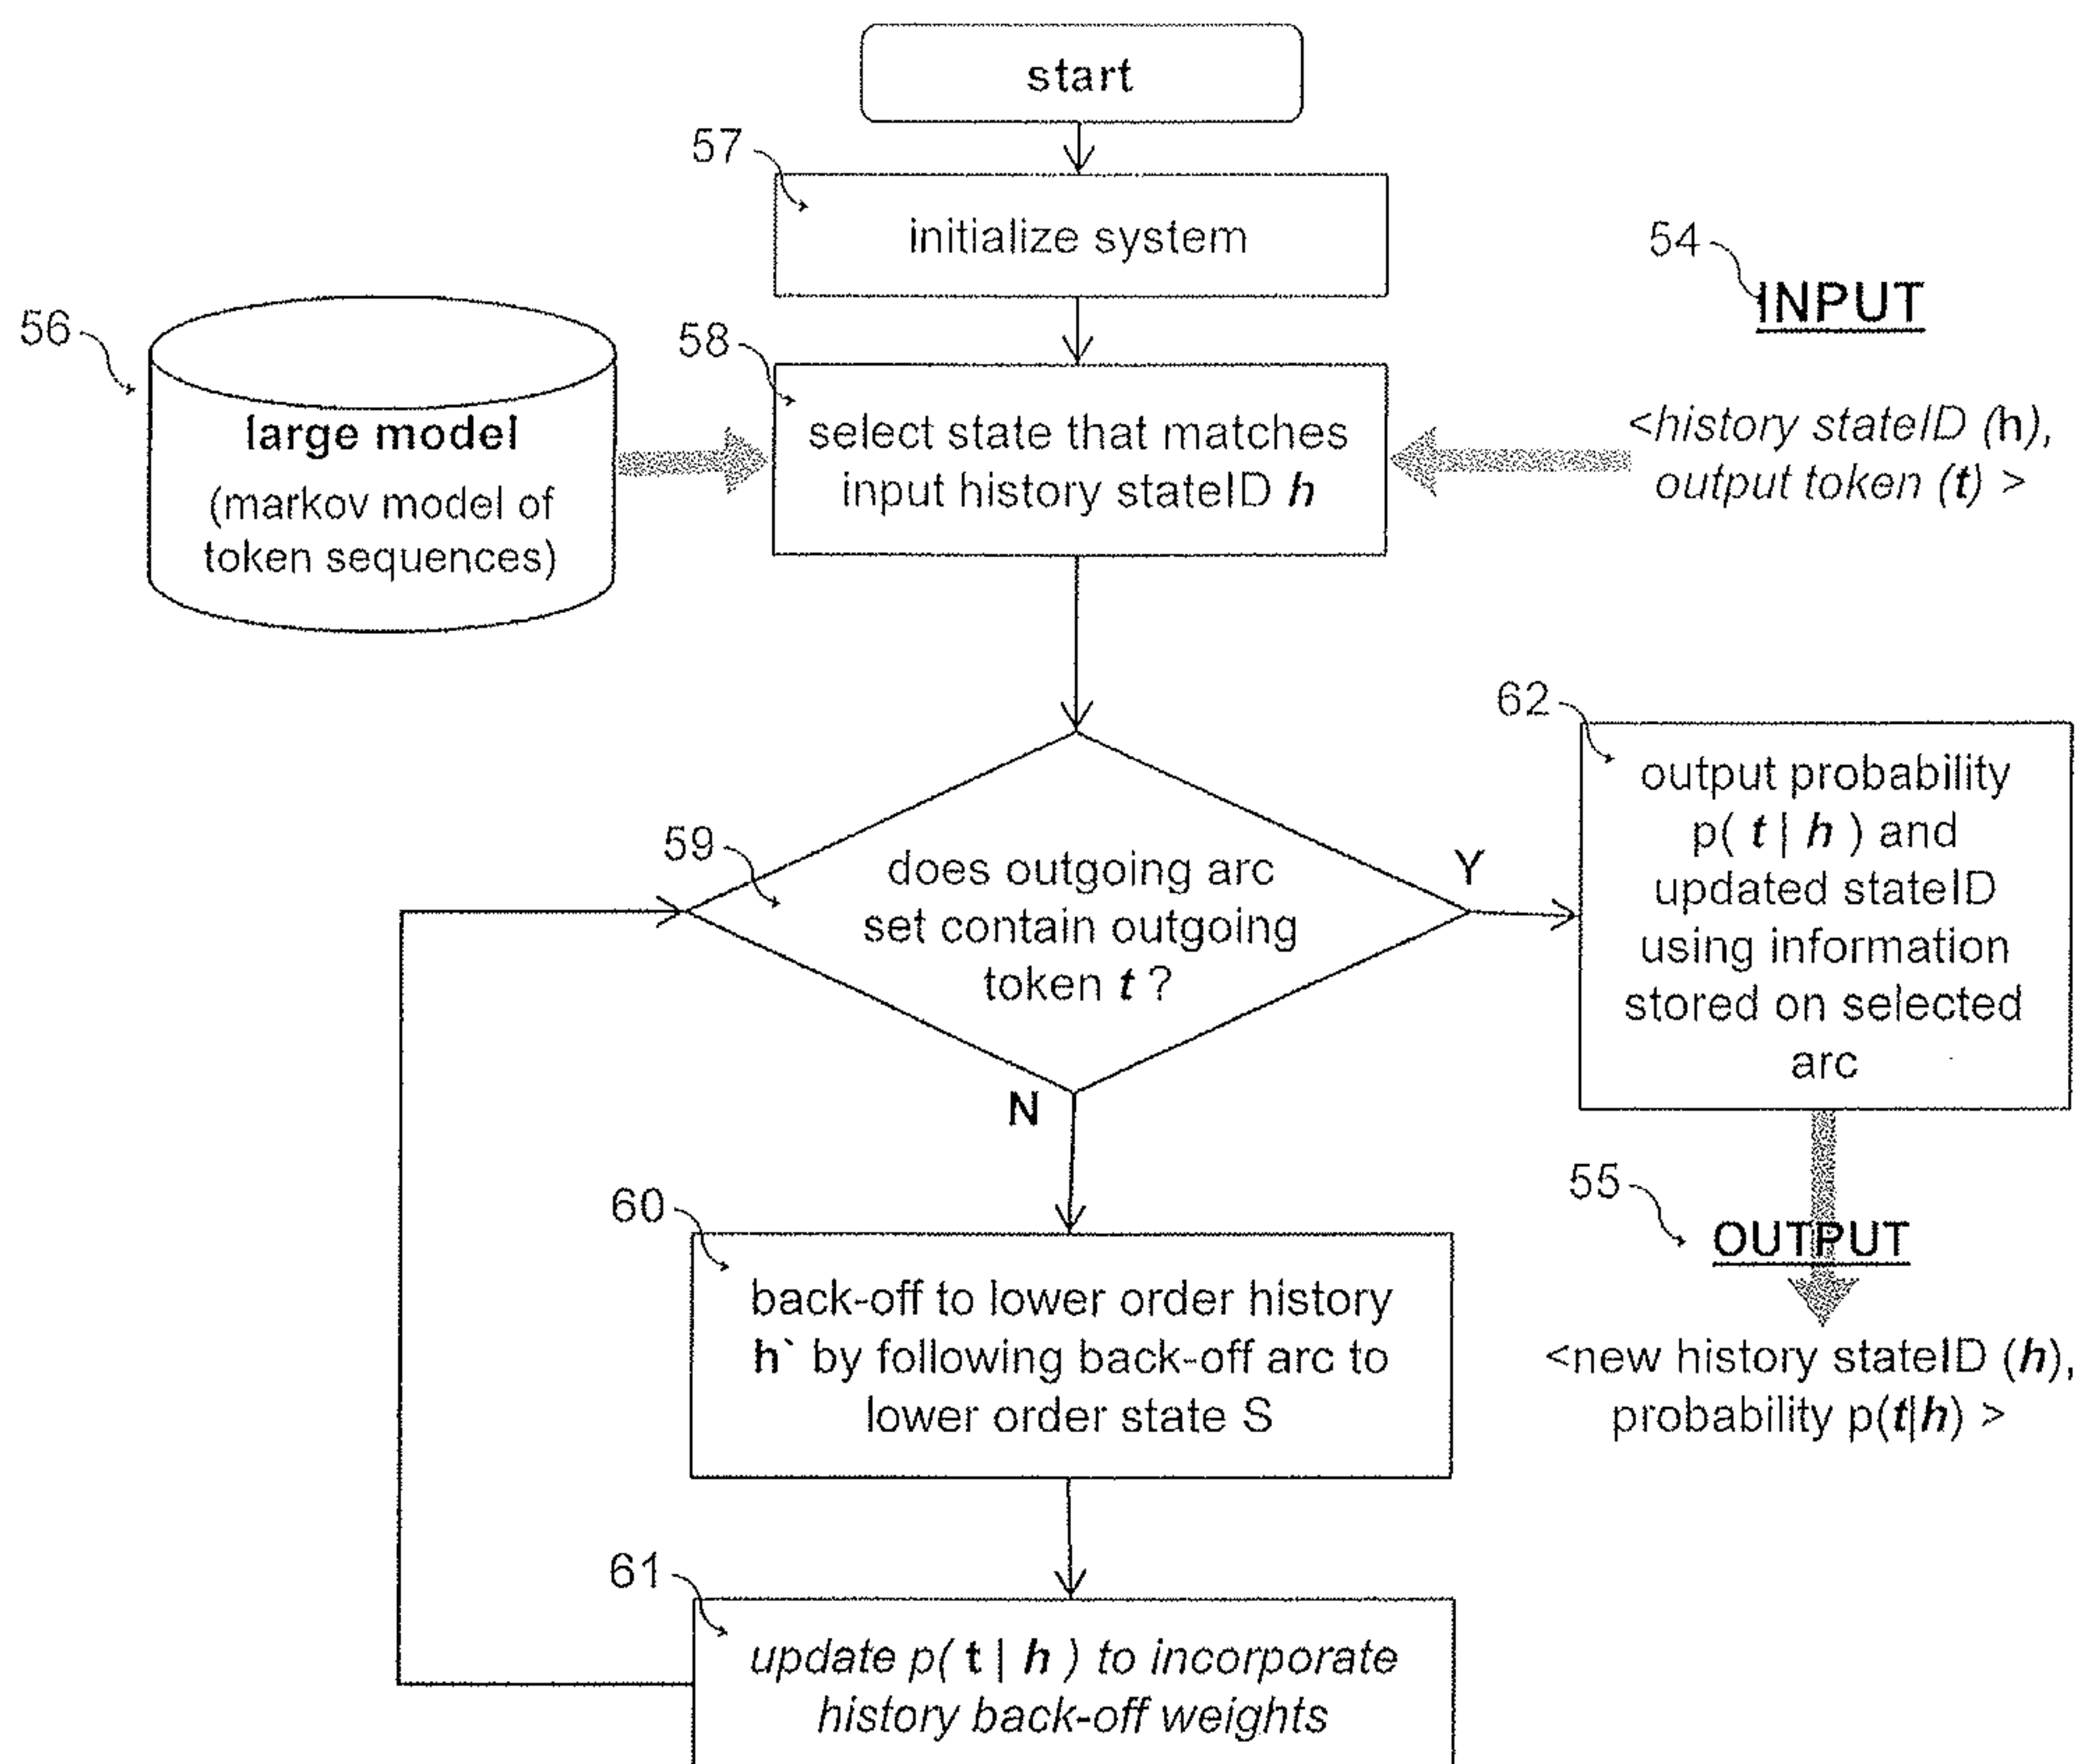 start
57
initialize system
54
INPUT
56
58
large model
(markov model of
token sequences)
select state that matches
input history stateID h
<history stateID (h),
output token (t) >
62
59
does outgoing arc
set contain outgoing
token t ?
Y
N
output probability
p( t | h ) and
updated stateID
using information
stored on selected
arc
60
back-off to lower order history
h` by following back-off arc to
lower order state S
55
OUTPUT
<new history stateID (h),
probability p(t|h) >
61
update p( t | h ) to incorporate
history back-off weights